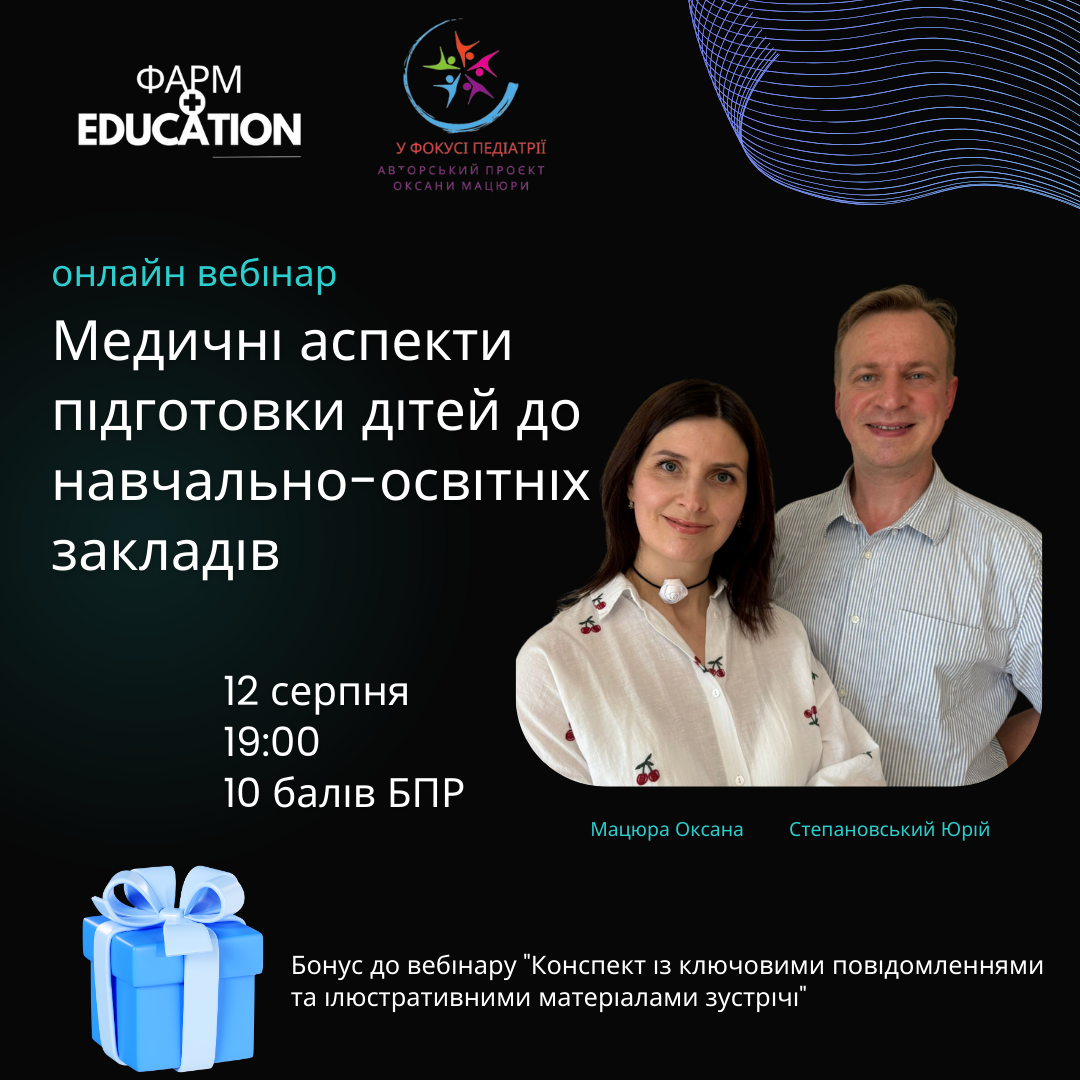 ФАРМ
EDUCATION
У ФОКУСІ ПЕДІАТРІЇ
АВТОРСЬКИЙ ПРОЄКТ
ОКСАНИ МАЦЮРИ
онлайн вебінар
Медичні аспекти
підготовки дітей до
навчально-освітніх
закладів
12 серпня
19:00
10 балів БПР
Мацюра Оксана
Степановський Юрій
Бонус до вебінару "Конспект із ключовими повідомленнями
та ілюстративними матеріалами зустрічі"